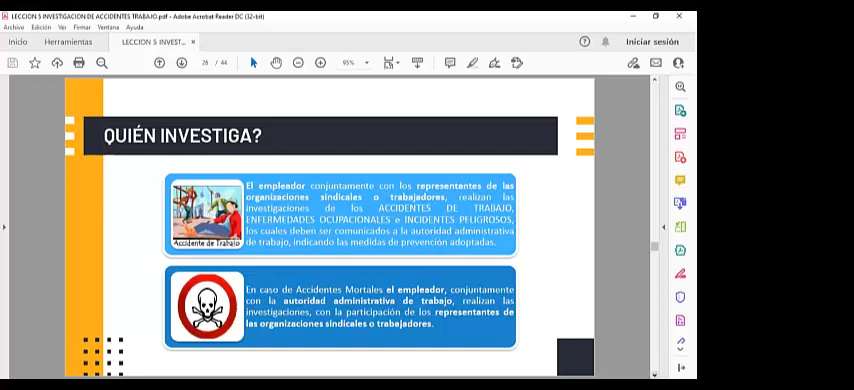 LECCION 5 INVESTIGACION DE ACCIDENTES TRABAJO.pdf - Adobe Acrobat Reader DC (32-bit)
Archivo Edición Ver Firmar Ventana Ayuda
Inicio Herramientas LECCION 5 INVEST... × Iniciar sesión
26 / 44 95%
QUIÉN INVESTIGA?
El empleador conjuntamente con los representantes de las
organizaciones sindicales o trabajadores, realizan las
investigaciones de los ACCIDENTES DE TRABAJO,
ENFERMEDADES OCUPACIONALES e INCIDENTES PELIGROSOS,
los cuales deben ser comunicados a la autoridad administrativa
de trabajo, indicando las medidas de prevención adoptadas.
Accidente de Trabajo
En caso de Accidentes Mortales el empleador, conjuntamente
con la autoridad administrativa de trabajo, realizan las
investigaciones, con la participación de los representantes de
las organizaciones sindicales o trabajadores.